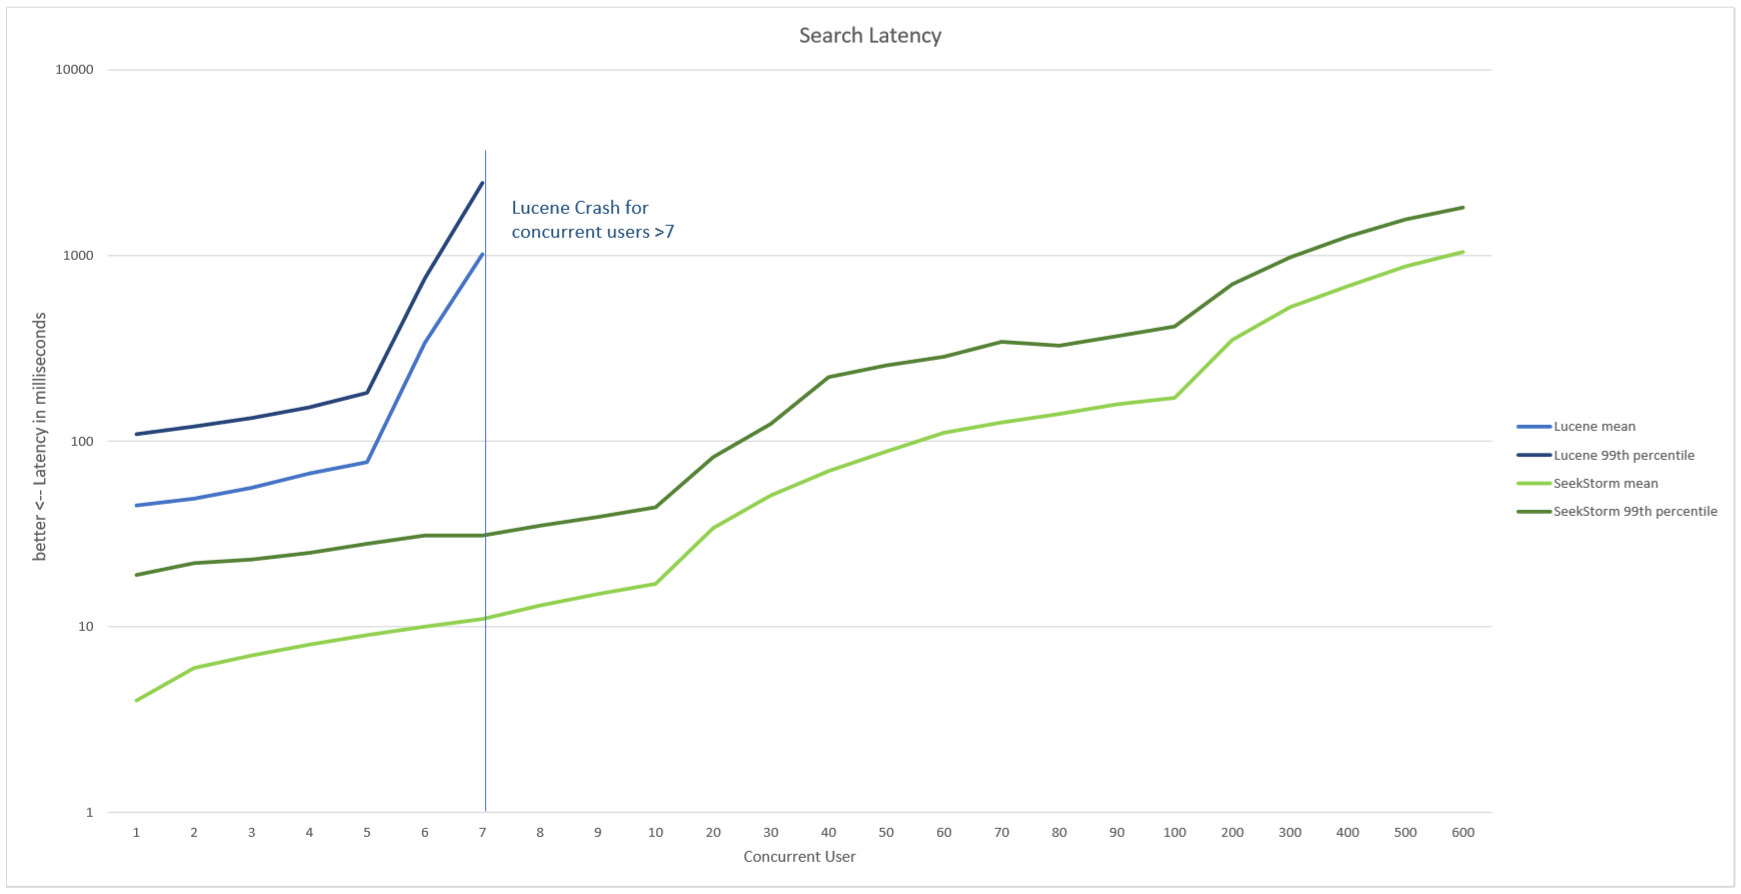 Search Latency
10000
1000
100
10
1
better <-- Latency in milliseconds
Lucene Crash for
concurrent users >7
Lucene mean
Lucene 99th percentile
SeekStorm mean
SeekStorm 99th percentile
1 2 3 4 5 6 7 8 9 10 20 30 40 50 60 70 80 90 100 200 300 400 500 600
Concurrent User